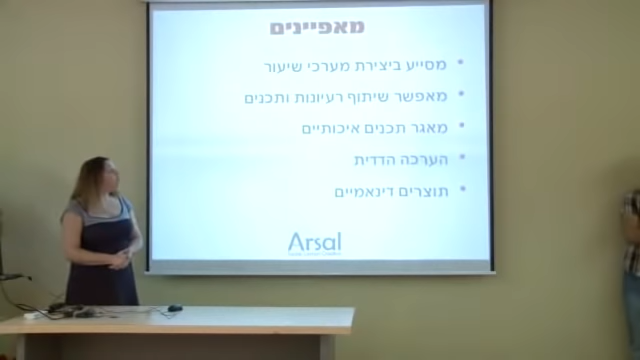 מאפיינים
מסייע ביצירת מערכי שיעור
מאפשר שיתוף רעיונות ותכנים
מאגר תכנים איכותיים
הערכה הדדית
תוצרים דינאמיים
Arsal